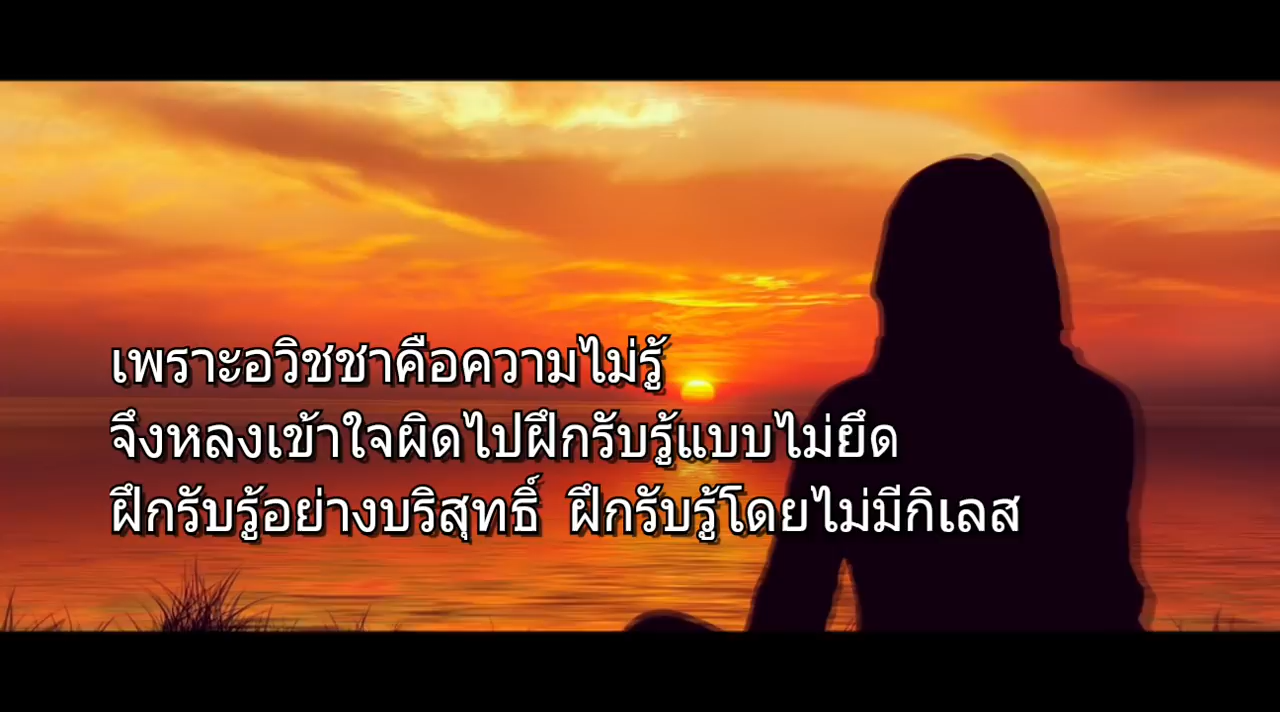 เพราะอวิชชาคือความไม่รู้
จึงหลงเข้าใจผิดไปฝึกรับรู้แบบไม่ยึด
ฝึกรับรู้อย่างบริสุทธิ์ ฝึกรับรู้โดยไม่มีกิเลส